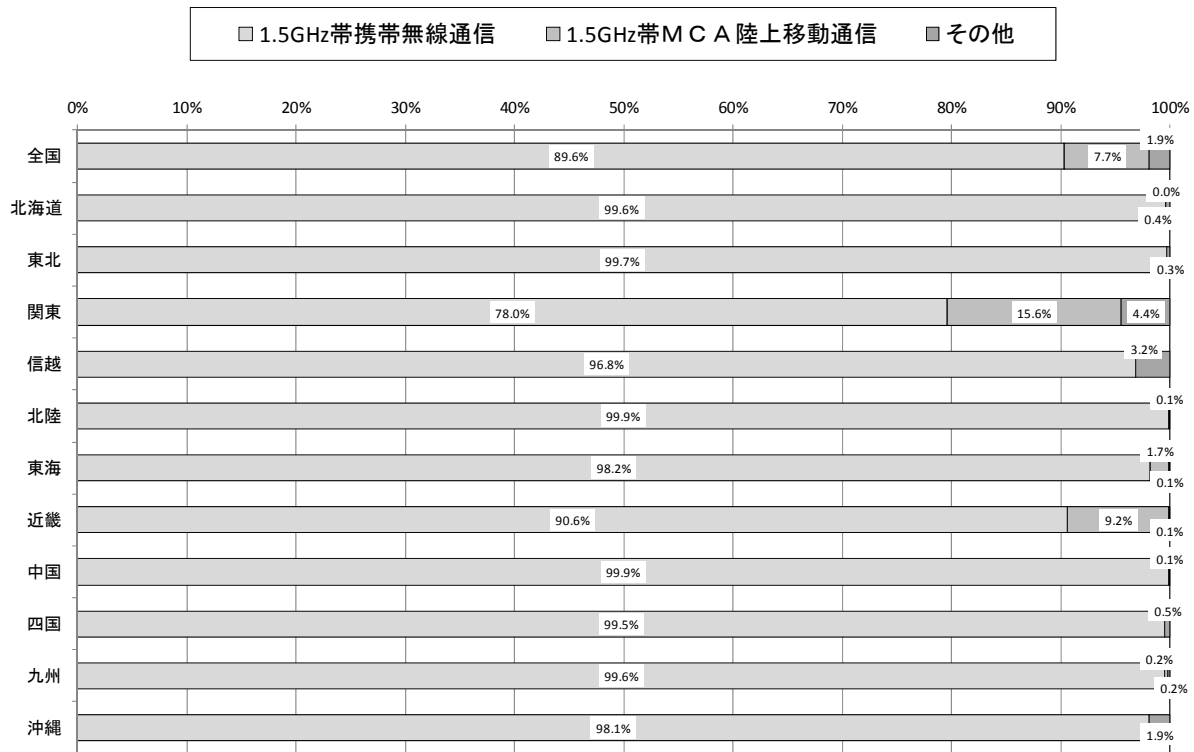 1.5GHz帯携帯無線通信 1.5GHz帯MCA陸上移動通信 その他
0% 10% 20% 30% 40% 50% 60% 70% 80% 90% 100%
全国 89.6% 7.7% 1.9%
北海道 99.6% 0.0% 0.4%
東北 99.7% 0.3%
関東 78.0% 15.6% 4.4%
信越 96.8% 3.2%
北陸 99.9% 0.1%
東海 98.2% 1.7% 0.1%
近畿 90.6% 9.2% 0.1%
中国 99.9% 0.1%
四国 99.5% 0.5%
九州 99.6% 0.2% 0.2%
沖縄 98.1% 1.9%